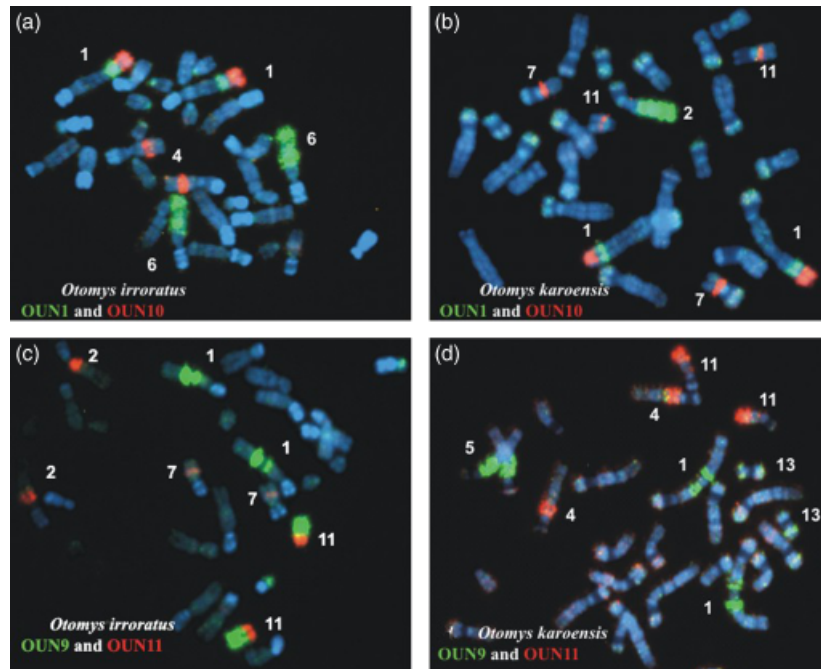 (a)
1
1
6
4
6
Otomys irroratus
OUN1 and OUN10
(b)
11
7
11
2
1
1
7
Otomys karoensis
OUN1 and OUN10
(c)
2
1
1
2
7
7
11
11
Otomys irroratus
OUN9 and OUN11
(d)
11
4
11
5
1
13
4
13
1
Otomys karoensis
OUN9 and OUN11